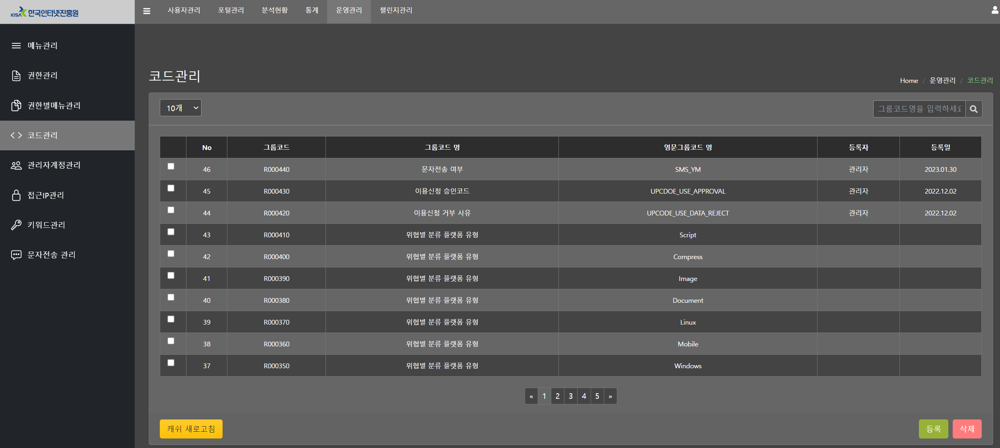 KISA 한국인터넷진흥원
사용자관리 포털관리 분석현황 통계 운영관리 챌린지관리
메뉴관리
권한관리
권한별메뉴관리
코드관리
관리자계정관리
접근IP관리
키워드관리
문자전송 관리
코드관리
Home / 운영관리 / 코드관리
10개
그룹코드명을 입력하세요
No 그룹코드 그룹코드 명 영문그룹코드 명 등록자 등록일
46 R000440 문자전송 여부 SMS_YM 관리자 2023.01.30
45 R000430 이용신청 승인코드 UPCDOE_USE_APPROVAL 관리자 2022.12.02
44 R000420 이용신청 거부 사유 UPCODE_USE_DATA_REJECT 관리자 2022.12.02
43 R000410 위협별 분류 플랫폼 유형 Script
42 R000400 위협별 분류 플랫폼 유형 Compress
41 R000390 위협별 분류 플랫폼 유형 Image
40 R000380 위협별 분류 플랫폼 유형 Document
39 R000370 위협별 분류 플랫폼 유형 Linux
38 R000360 위협별 분류 플랫폼 유형 Mobile
37 R000350 위협별 분류 플랫폼 유형 Windows
« 1 2 3 4 5 »
캐쉬 새로고침
등록 삭제